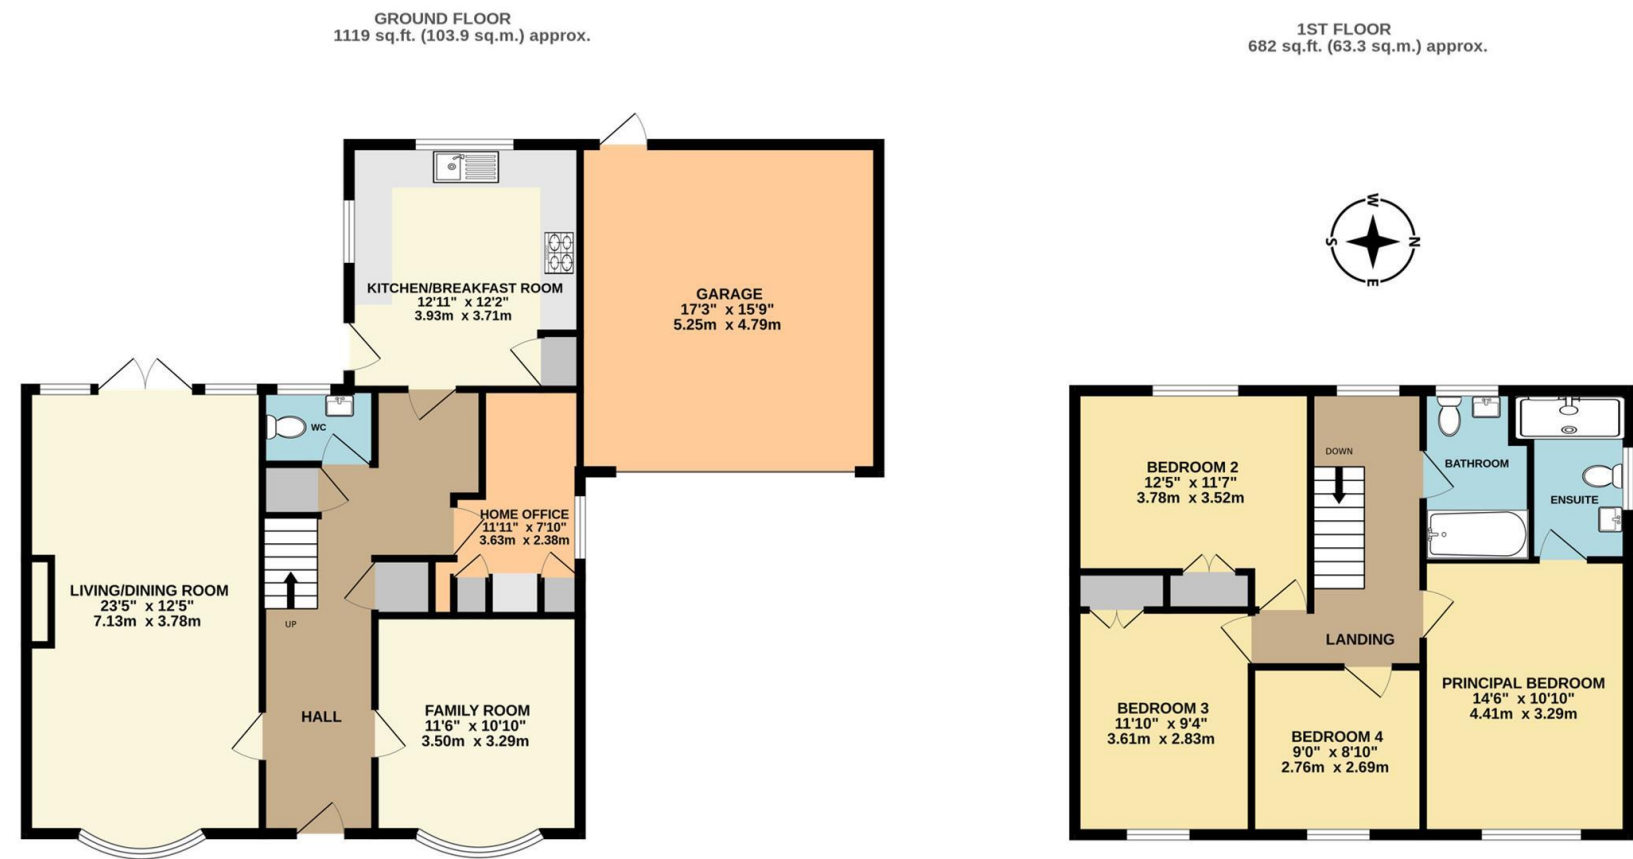 GROUND FLOOR
1119 sq.ft. (103.9 sq.m.) approx.
KITCHEN/BREAKFAST ROOM
12'11" x 12'2"
3.93m x 3.71m
GARAGE
17'3" x 15'9"
5.25m x 4.79m
WC
HOME OFFICE
11'11" x 7'10"
3.63m x 2.38m
LIVING/DINING ROOM
23'5" x 12'5"
7.13m x 3.78m
UP
HALL
FAMILY ROOM
11'6" x 10'10"
3.50m x 3.29m
1ST FLOOR
682 sq.ft. (63.3 sq.m.) approx.
W
S
N
E
DOWN
BEDROOM 2
12'5" x 11'7"
3.78m x 3.52m
BATHROOM
ENSUITE
LANDING
PRINCIPAL BEDROOM
14'6" x 10'10"
4.41m x 3.29m
BEDROOM 3
11'10" x 9'4"
3.61m x 2.83m
BEDROOM 4
9'0" x 8'10"
2.76m x 2.69m